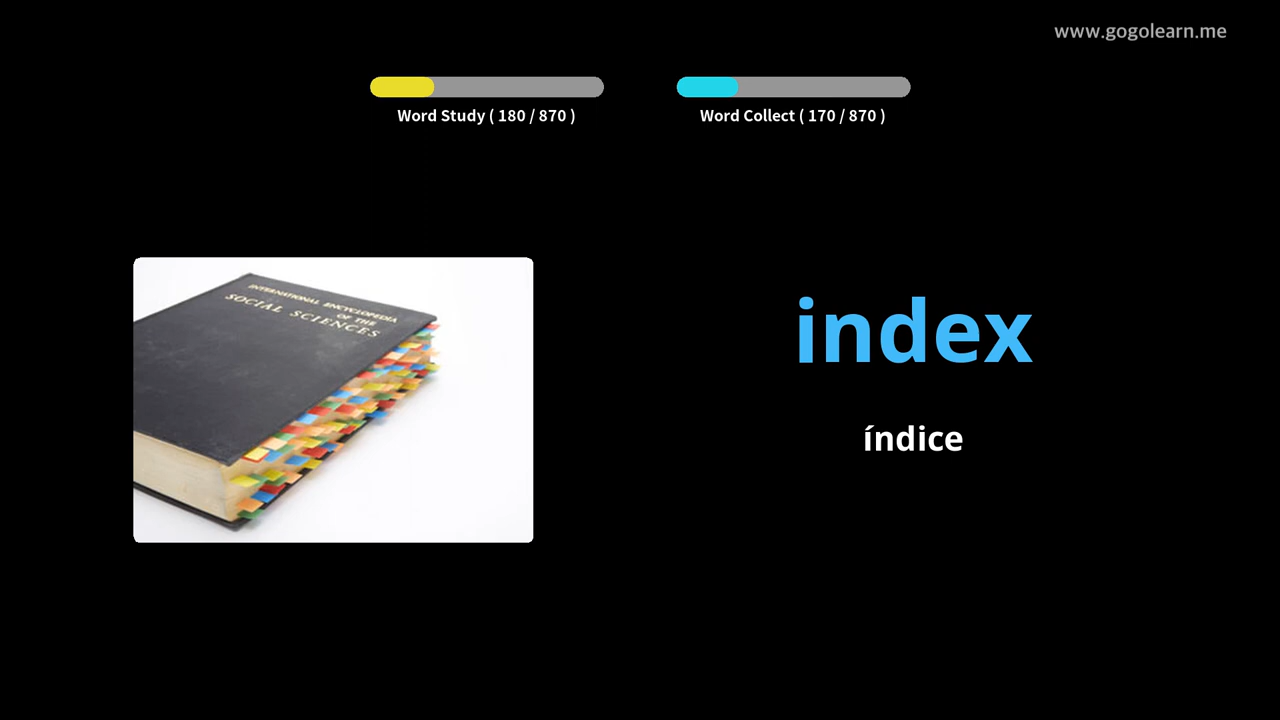 www.gogolearn.me
Word Study ( 180 / 870 )
Word Collect ( 170 / 870 )
INTERNATIONAL ENCYCLOPEDIA
OF THE
SOCIAL SCIENCES
index
índice